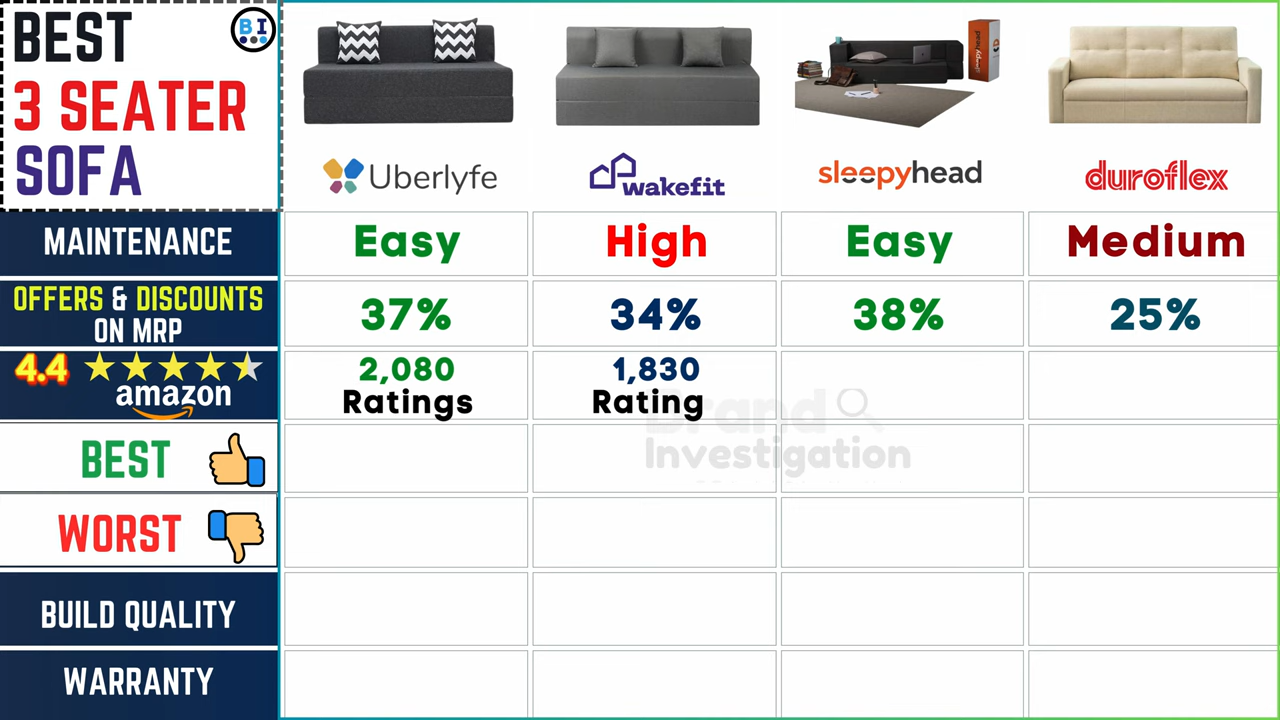 BEST
3 SEATER
SOFA
BI
Uberlyfe
wakefit
sleepyhead
duroflex
MAINTENANCE
Easy
High
Easy
Medium
OFFERS & DISCOUNTS
ON MRP
37%
34%
38%
25%
4.4
amazon
2,080
Ratings
1,830
Rating
Brand
Investigation
BEST
WORST
BUILD QUALITY
WARRANTY